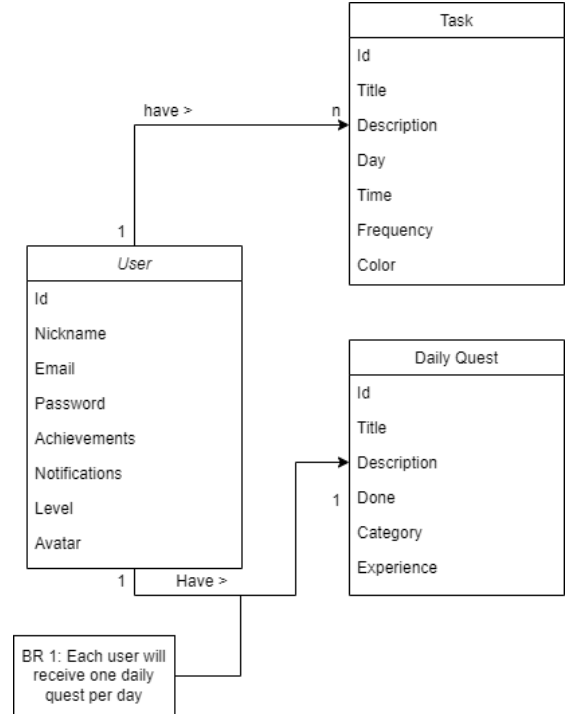 Task
Id
Title
Description
Day
Time
Frequency
Color
have >
n
1
User
Id
Nickname
Email
Password
Achievements
Notifications
Level
Avatar
Daily Quest
Id
Title
Description
Done
Category
Experience
1
1
Have >
BR 1: Each user will
receive one daily
quest per day